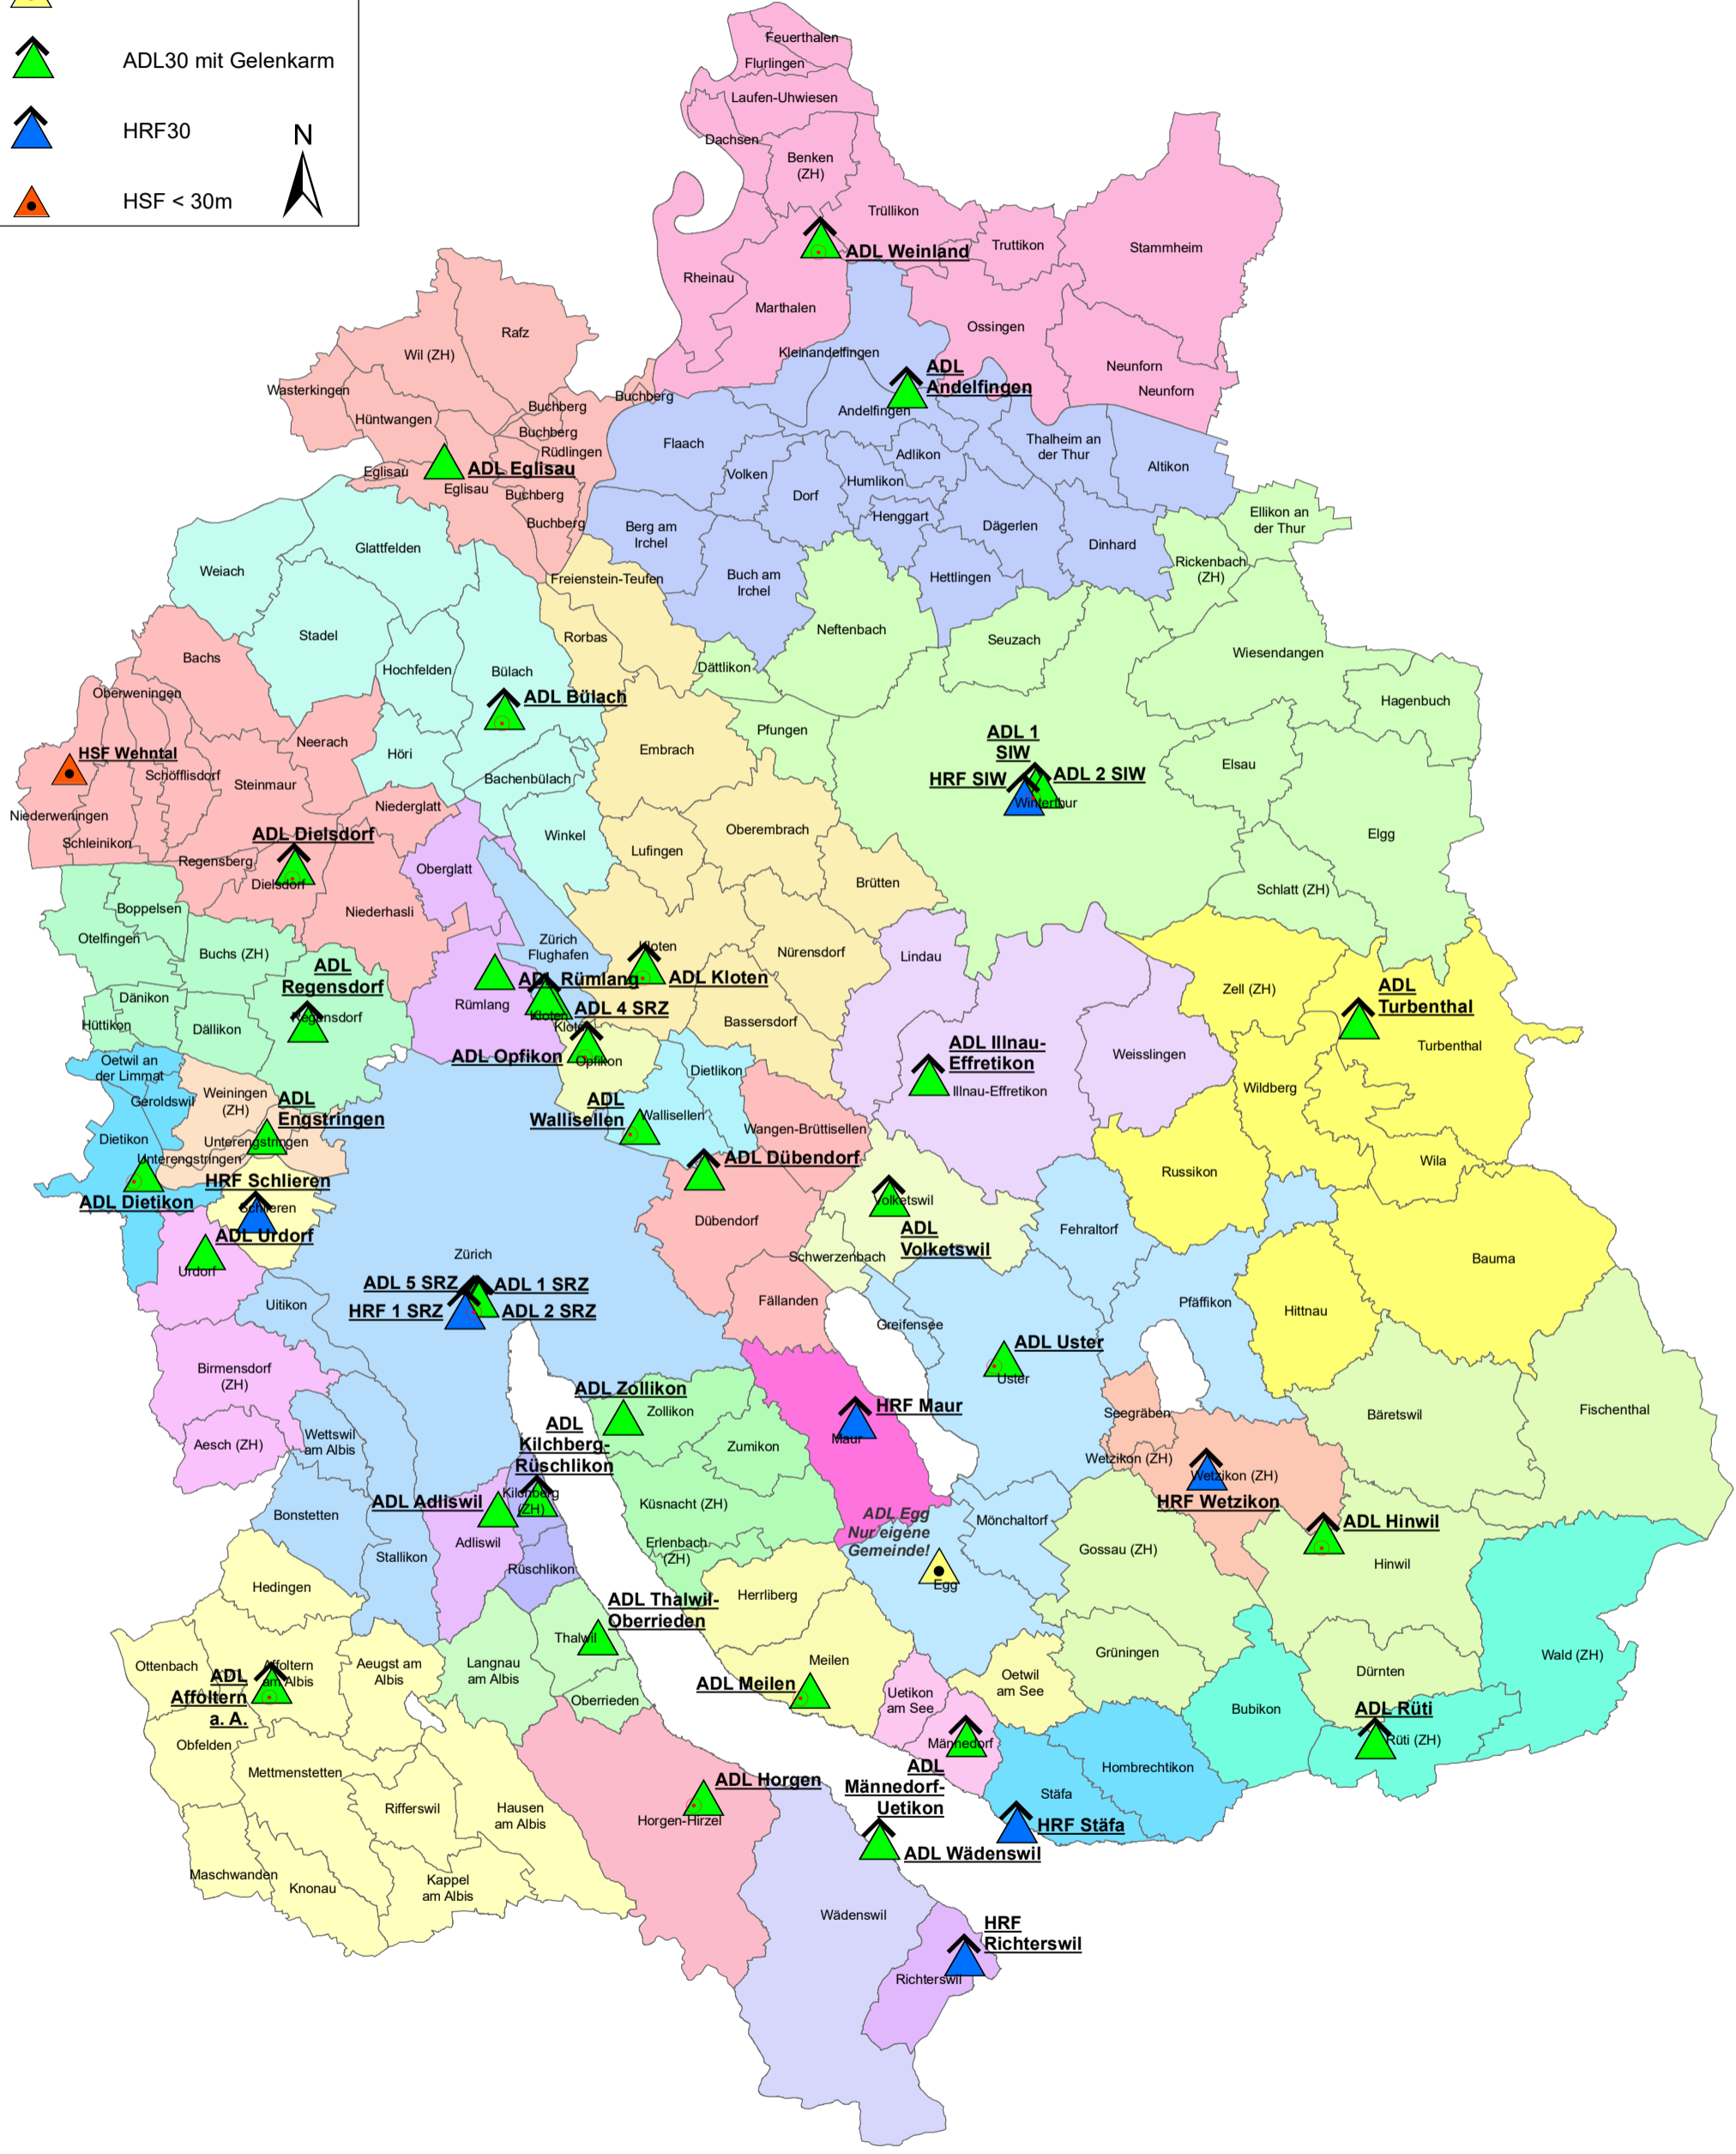 ADL30 mit Gelenkarm
HRF30
N
HSF < 30m
Feuerthalen
Flurlingen
Laufen-Uhwiesen
Dachsen
Benken
(ZH)
Trüllikon
Truttikon
Stammheim
ADL Weinland
Rheinau
Marthalen
Ossingen
Rafz
Wil (ZH)
Kleinandelfingen
Neunforn
Neunforn
ADL
Andelfingen
Wasterkingen
Buchberg
Buchberg
Hüntwangen
Andelfingen
Buchberg
Flaach
Adlikon
Thalheim an
der Thur
Rüdlingen
Altikon
Eglisau
ADL Eglisau
Eglisau
Buchberg
Volken
Humlikon
Dorf
Henggart
Ellikon an
der Thur
Buchberg
Berg am
Irchel
Dägerlen
Dinhard
Glattfelden
Weiach
Freienstein-Teufen
Buch am
Irchel
Hettlingen
Rickenbach
(ZH)
Stadel
Rorbas
Neftenbach
Seuzach
Wiesendangen
Bachs
Hochfelden
Bülach
Dättlikon
Oberweningen
ADL Bülach
Hagenbuch
Pfungen
ADL 1
SIW
Neerach
HSF Wehntal
Höri
Embrach
Schöfflisdorf
Steinmaur
Bachenbülach
HRF SIW
ADL 2 SIW
Elsau
Winterthur
Niederweningen
Niederglatt
Schleinikon
ADL Dielsdorf
Winkel
Oberembrach
Elgg
Lufingen
Regensberg
Oberglatt
Dielsdorf
Brütten
Schlatt (ZH)
Boppelsen
Niederhasli
Otelfingen
Buchs (ZH)
Zürich
Flughafen
Kloten
Nürensdorf
Lindau
ADL
Regensdorf
ADL Rümlang
ADL Kloten
Zell (ZH)
ADL
Turbenthal
Dänikon
Rümlang
ADL 4 SRZ
Hüttikon
Dällikon
Regensdorf
Kloten
Kloten
Bassersdorf
Turbenthal
Oetwil an
der Limmat
ADL Opfikon
Opfikon
Dietlikon
ADL Illnau-
Effretikon
Weisslingen
Illnau-Effretikon
Wildberg
Weiningen
(ZH)
Geroldswil
ADL
Engstringen
ADL
Wallisellen
Wallisellen
Wangen-Brüttisellen
Dietikon
Unterengstringen
Unterengstringen
ADL Dübendorf
Wila
Russikon
HRF Schlieren
ADL Dietikon
Schlieren
Volketswil
Dübendorf
ADL
Volketswil
Fehraltorf
ADL Urdorf
Urdorf
Zürich
Schwerzenbach
Bauma
ADL 5 SRZ
ADL 1 SRZ
HRF 1 SRZ
ADL 2 SRZ
Uitikon
Fällanden
Pfäffikon
Hittnau
Greifensee
ADL Uster
Uster
Birmensdorf
(ZH)
ADL Zollikon
Zollikon
HRF Maur
Maur
Seegräben
Bäretswil
Fischenthal
ADL
Kilchberg-
Rüschlikon
Wettswil
am Albis
Aesch (ZH)
Zumikon
Wetzikon (ZH)
Wetzikon (ZH)
HRF Wetzikon
Kilchberg
(ZH)
ADL Adliswil
Küsnacht (ZH)
Bonstetten
ADL Egg
Nur eigene
Gemeinde!
Mönchaltorf
ADL Hinwil
Adliswil
Erlenbach
(ZH)
Gossau (ZH)
Stallikon
Rüschlikon
Hinwil
Hedingen
Egg
Herrliberg
ADL Thalwil-
Oberrieden
Thalwil
Grüningen
Wald (ZH)
Ottenbach
Affoltern
am Albis
Aeugst am
Albis
Langnau
am Albis
Meilen
Oetwil
am See
Dürnten
ADL
Affoltern
a. A.
ADL Meilen
Oberrieden
Uetikon
am See
Bubikon
ADL Rüti
Rüti (ZH)
Obfelden
Männedorf
Mettmenstetten
ADL Horgen
ADL
Männedorf-
Uetikon
Hombrechtikon
Stäfa
Rifferswil
Hausen
am Albis
Horgen-Hirzel
HRF Stäfa
ADL Wädenswil
Maschwanden
Knonau
Kappel
am Albis
Wädenswil
HRF
Richterswil
Richterswil